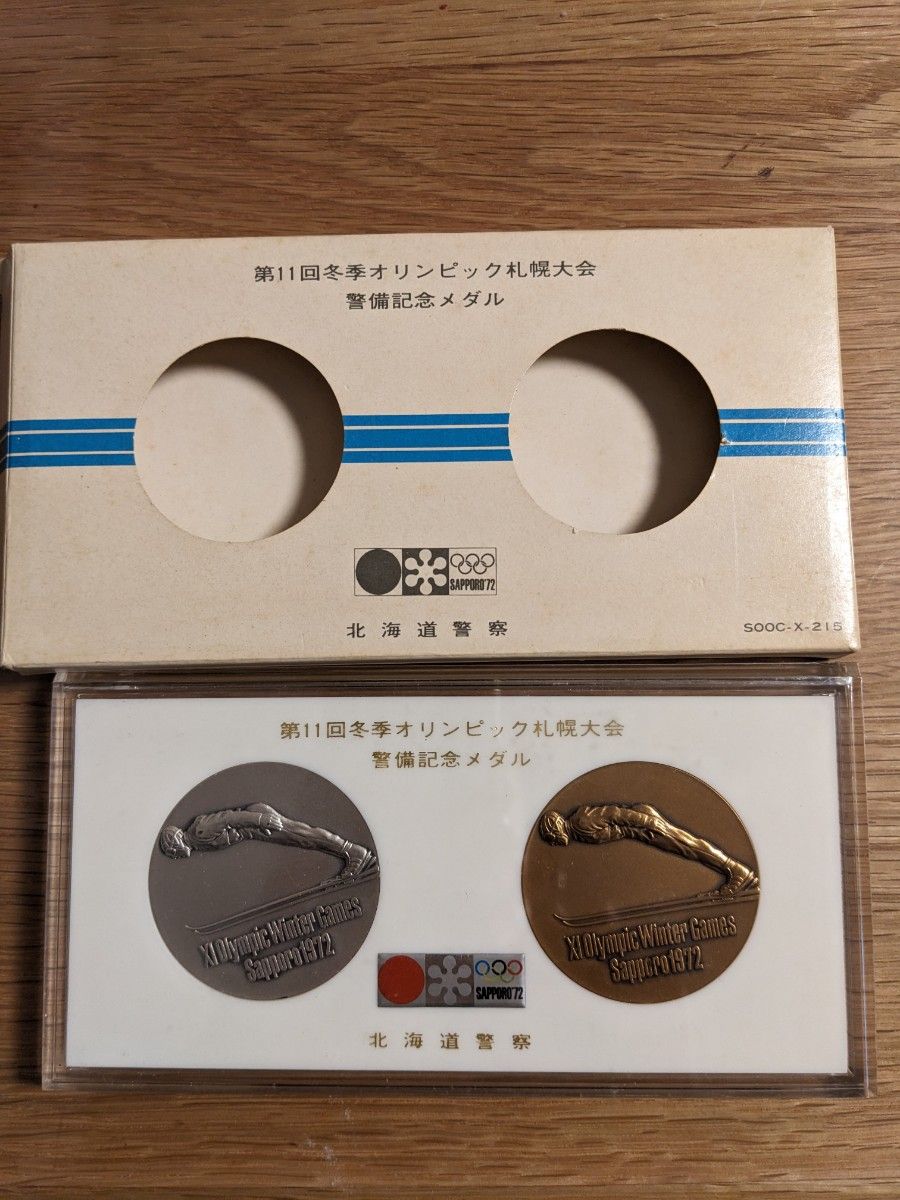 第11回冬季オリンピック札幌大会
警備記念メダル
SAPPORO'72
北海道警察
SOOC-X-215
第11回冬季オリンピック札幌大会
警備記念メダル
XI Olympic Winter Games
Sapporo 1972
XI Olympic Winter Games
Sapporo 1972
SAPPORO'72
北海道警察